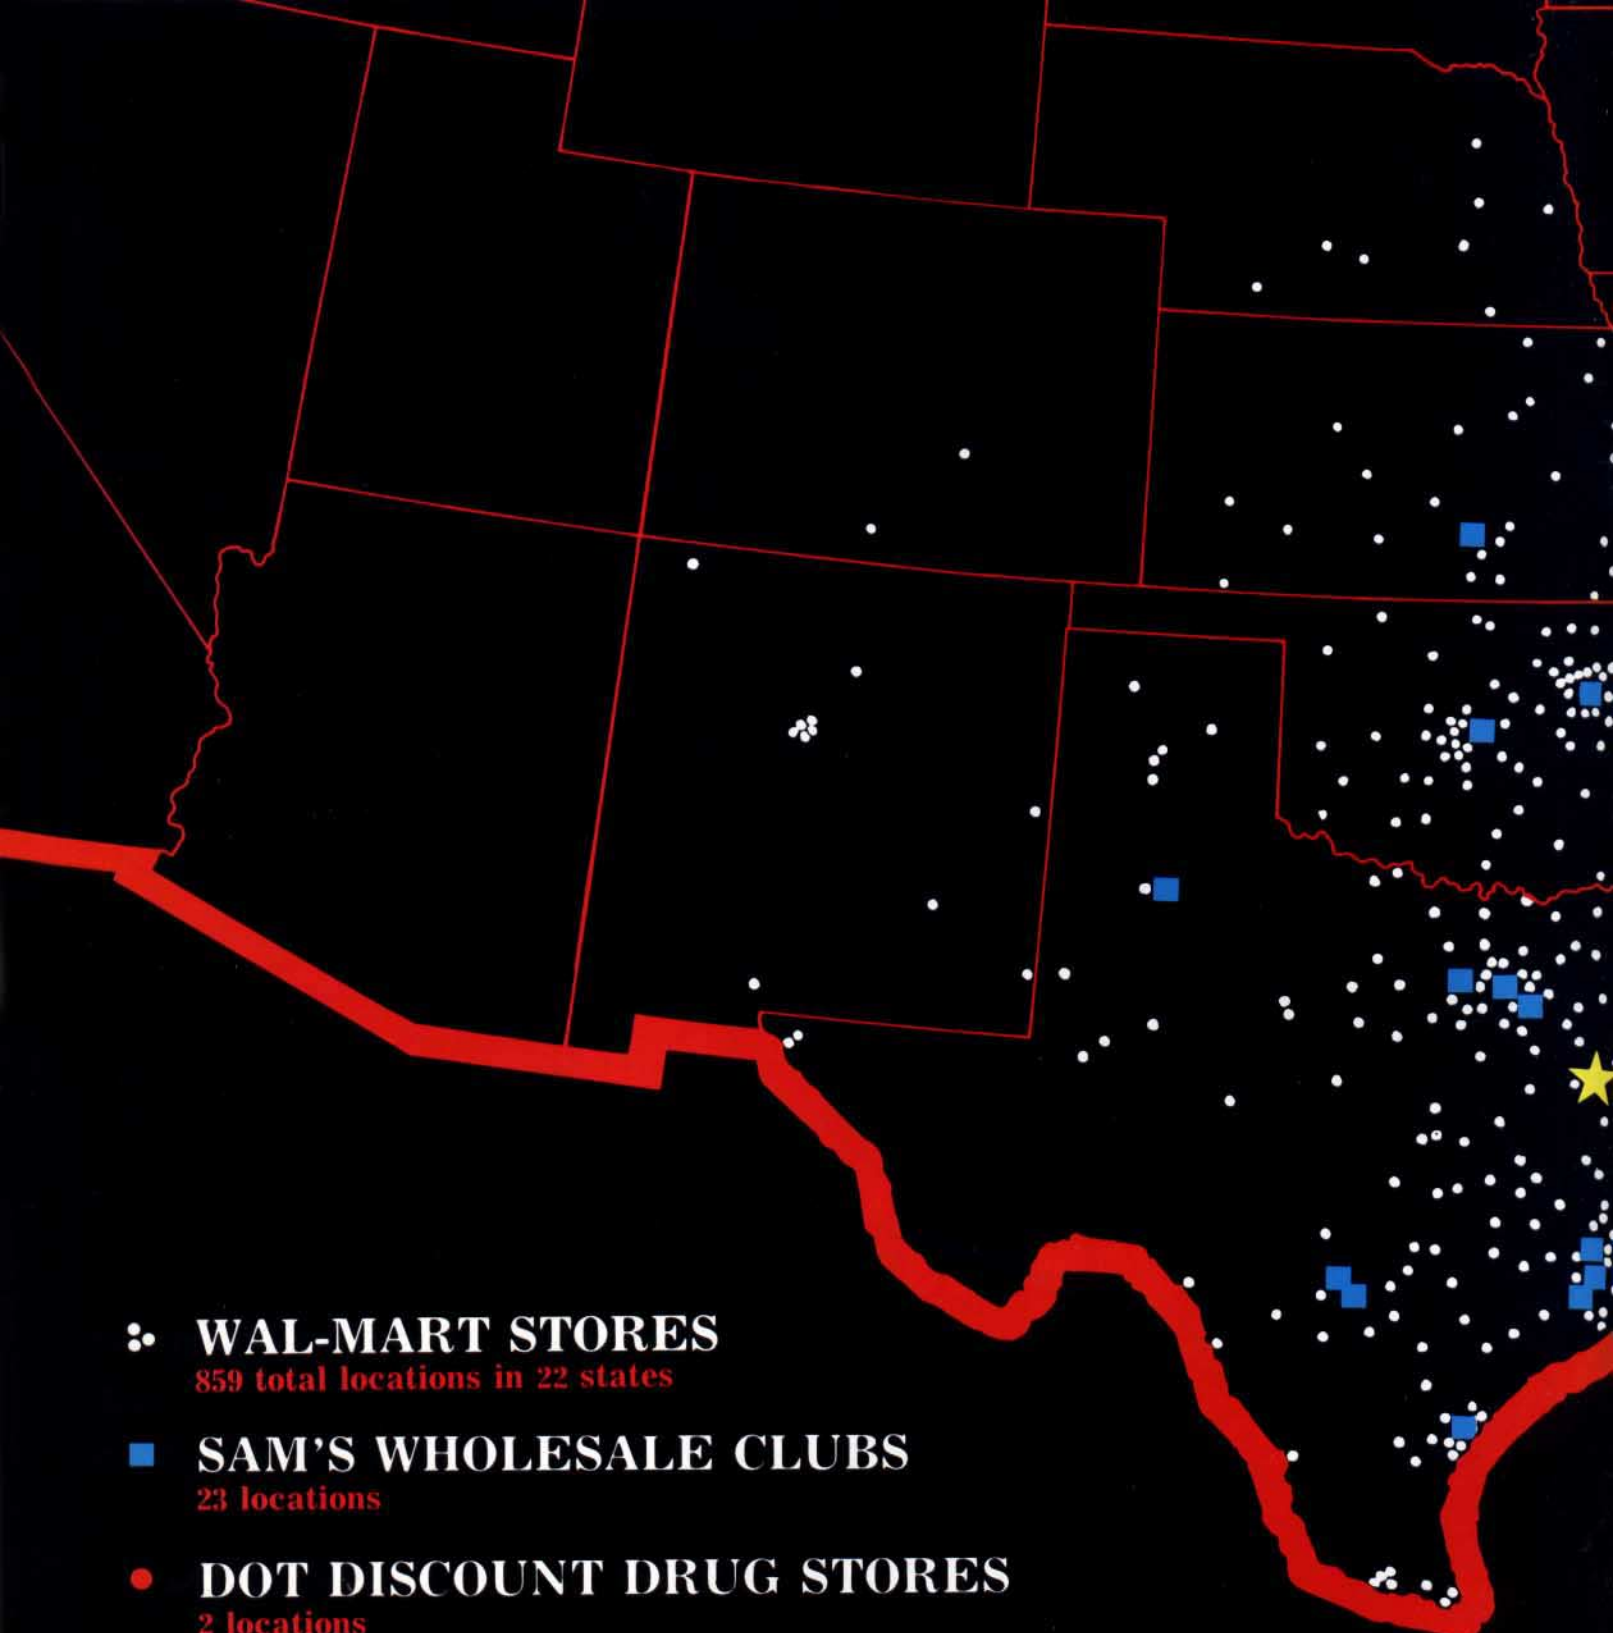 WAL-MART STORES
859 total locations in 22 states
SAM'S WHOLESALE CLUBS
23 locations
DOT DISCOUNT DRUG STORES
2 locations